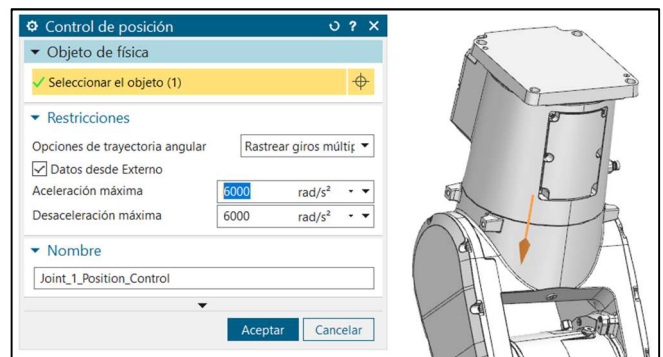 Control de posición
Objeto de física
Seleccionar el objeto (1)
Restricciones
Opciones de trayectoria angular Rastrear giros múltip
Datos desde Externo
Aceleración máxima 6000 rad/s²
Desaceleración máxima 6000 rad/s²
Nombre
Joint_1_Position_Control
Aceptar Cancelar